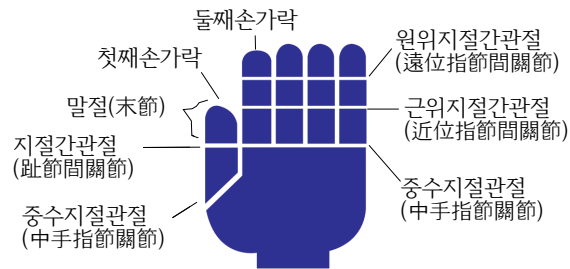 둘째손가락
첫째손가락
말절(末節)
지절간관절
(趾節間關節)
중수지절관절
(中手指節關節)
원위지절간관절
(遠位指節間關節)
근위지절간관절
(近位指節間關節)
중수지절관절
(中手指節關節)